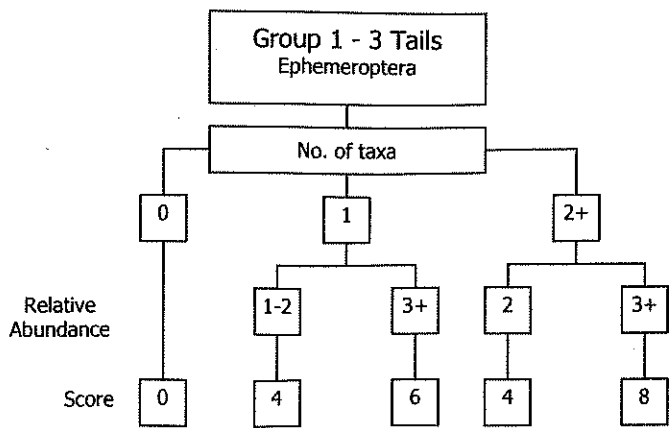 Group 1 - 3 Tails
Ephemeroptera
No. of taxa
0 1 2+
Relative
Abundance
1-2 3+ 2 3+
Score 0 4 6 4 8